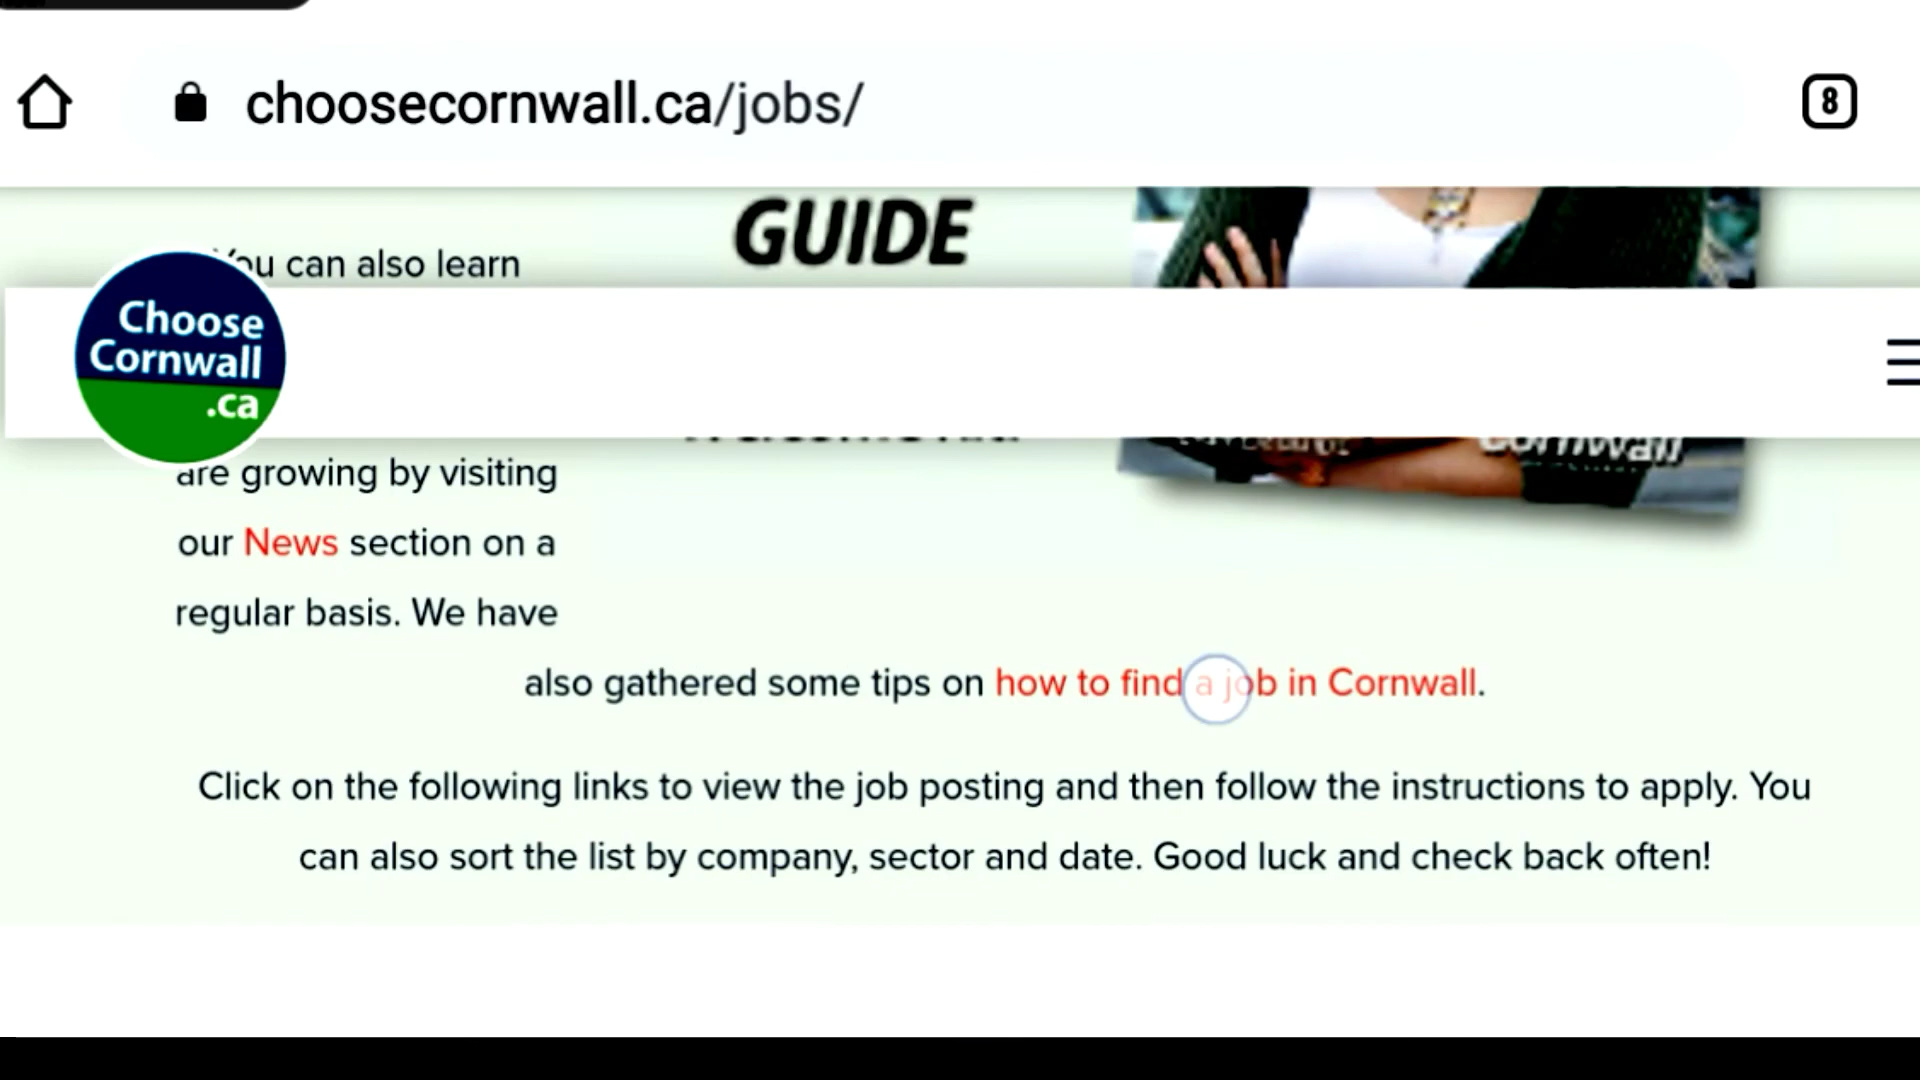 choosecornwall.ca/jobs/
8
GUIDE
You can also learn
Choose
Cornwall
.ca
cornwall
are growing by visiting
our News section on a
regular basis. We have
also gathered some tips on how to find a job in Cornwall.
Click on the following links to view the job posting and then follow the instructions to apply. You
can also sort the list by company, sector and date. Good luck and check back often!